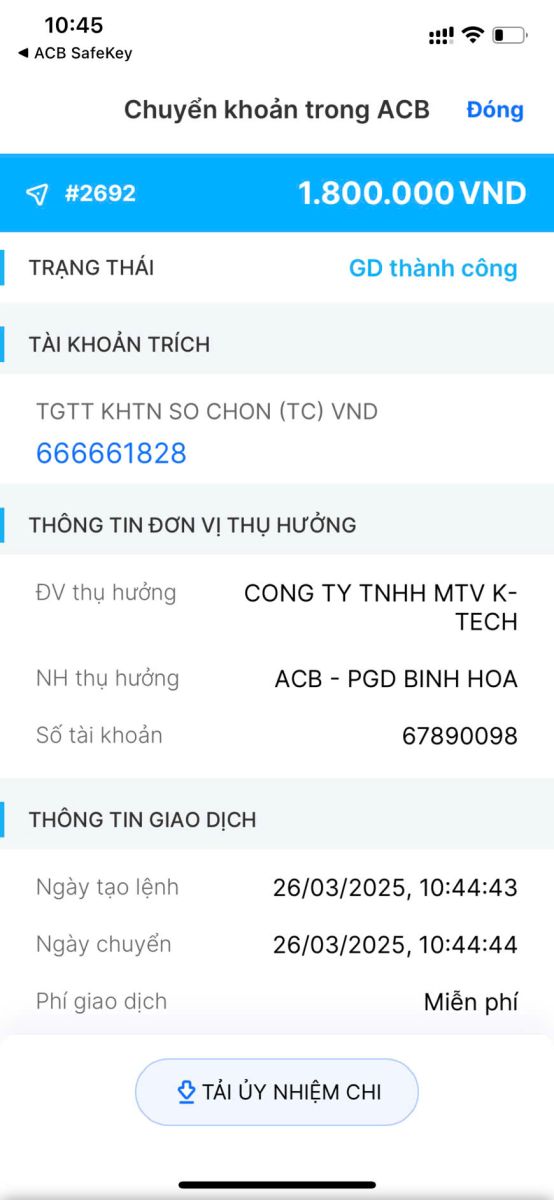 10:45
◀ ACB SafeKey
Chuyển khoản trong ACB Đóng
#2692 1.800.000 VND
TRẠNG THÁI GD thành công
TÀI KHOẢN TRÍCH
TGTT KHTN SO CHON (TC) VND
666661828
THÔNG TIN ĐƠN VỊ THỤ HƯỞNG
ĐV thụ hưởng CONG TY TNHH MTV K-
TECH
NH thụ hưởng ACB - PGD BINH HOA
Số tài khoản 67890098
THÔNG TIN GIAO DỊCH
Ngày tạo lệnh 26/03/2025, 10:44:43
Ngày chuyển 26/03/2025, 10:44:44
Phí giao dịch Miễn phí
TẢI ỦY NHIỆM CHI